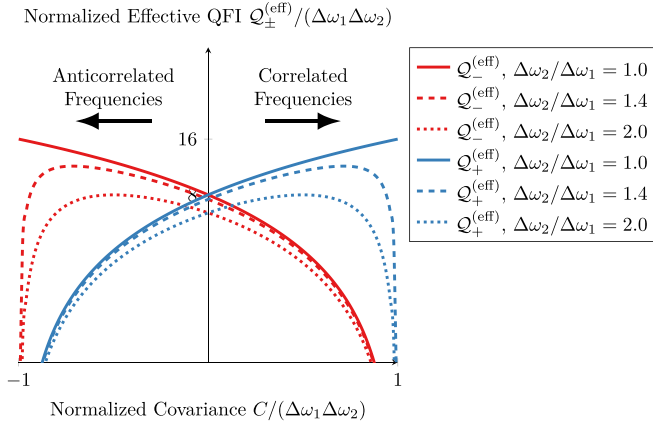 Normalized Effective QFI 𝒬±^(eff)/(Δω₁Δω₂)
Anticorrelated
Frequencies
Correlated
Frequencies
16
−1
1
Normalized Covariance C/(Δω₁Δω₂)
𝒬₋^(eff), Δω₂/Δω₁ = 1.0
𝒬₋^(eff), Δω₂/Δω₁ = 1.4
𝒬₋^(eff), Δω₂/Δω₁ = 2.0
𝒬₊^(eff), Δω₂/Δω₁ = 1.0
𝒬₊^(eff), Δω₂/Δω₁ = 1.4
𝒬₊^(eff), Δω₂/Δω₁ = 2.0